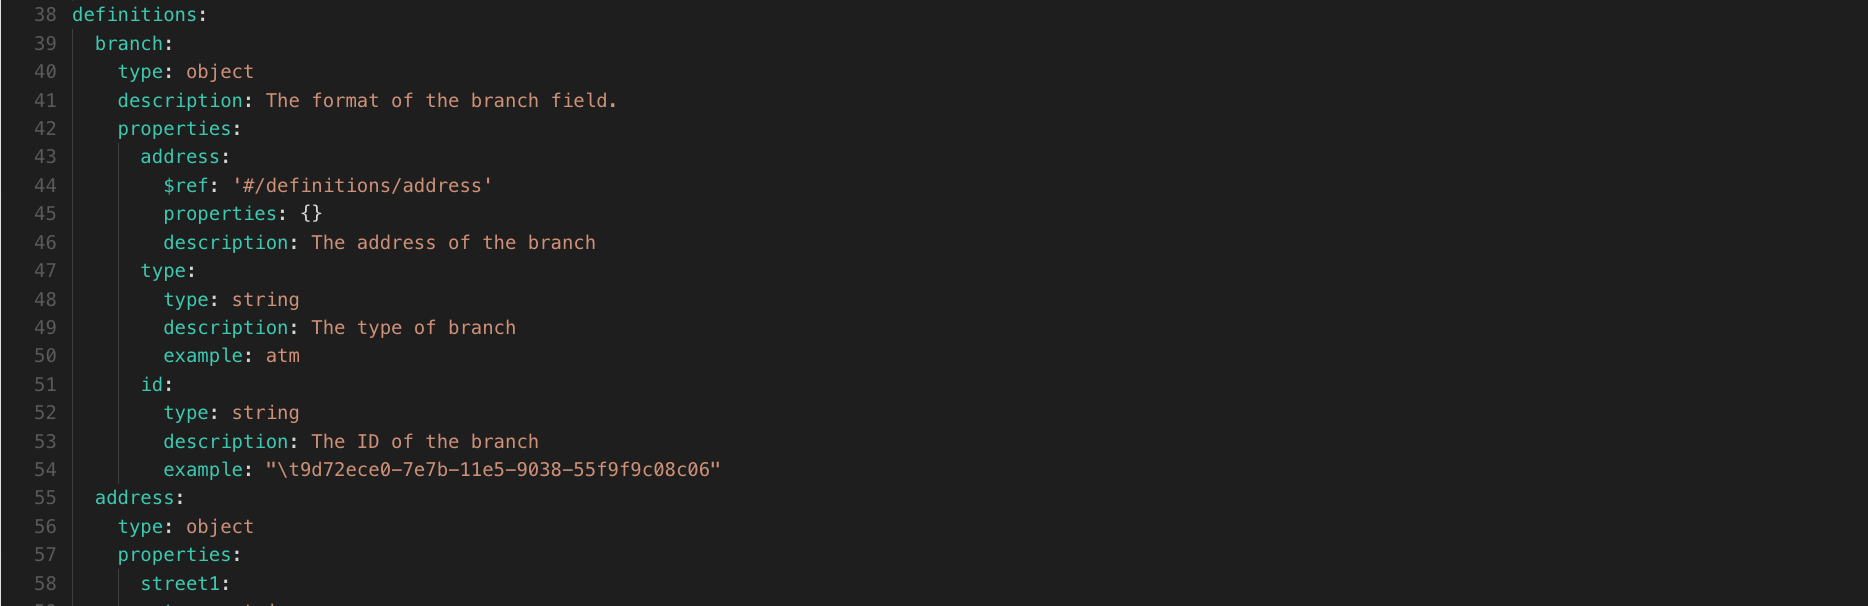 38 definitions:
39 branch:
40 type: object
41 description: The format of the branch field.
42 properties:
43 address:
44 $ref: '#/definitions/address'
45 properties: {}
46 description: The address of the branch
47 type:
48 type: string
49 description: The type of branch
50 example: atm
51 id:
52 type: string
53 description: The ID of the branch
54 example: "\t9d72ece0-7e7b-11e5-9038-55f9f9c08c06"
55 address:
56 type: object
57 properties:
58 street1: